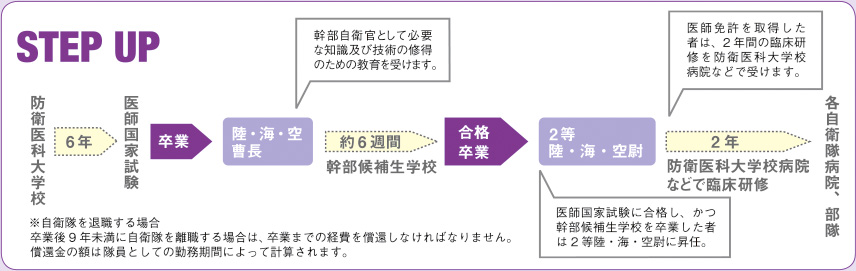 STEP UP
幹部自衛官として必要
な知識及び技術の修得
のための教育を受けます。
医師免許を取得した
者は、2年間の臨床研
修を防衛医科大学校
病院などで受けます。
防衛医科大学校
6年
医師国家試験
卒業
陸・海・空
曹長
約6週間
幹部候補生学校
合格
卒業
2等
陸・海・空尉
2年
防衛医科大学校病院
などで臨床研修
各自衛隊病院、部隊
医師国家試験に合格し、かつ
幹部候補生学校を卒業した者
は2等陸・海・空尉に昇任。
※自衛隊を退職する場合
卒業後9年未満に自衛隊を離職する場合は、卒業までの経費を償還しなければなりません。
償還金の額は隊員としての勤務期間によって計算されます。